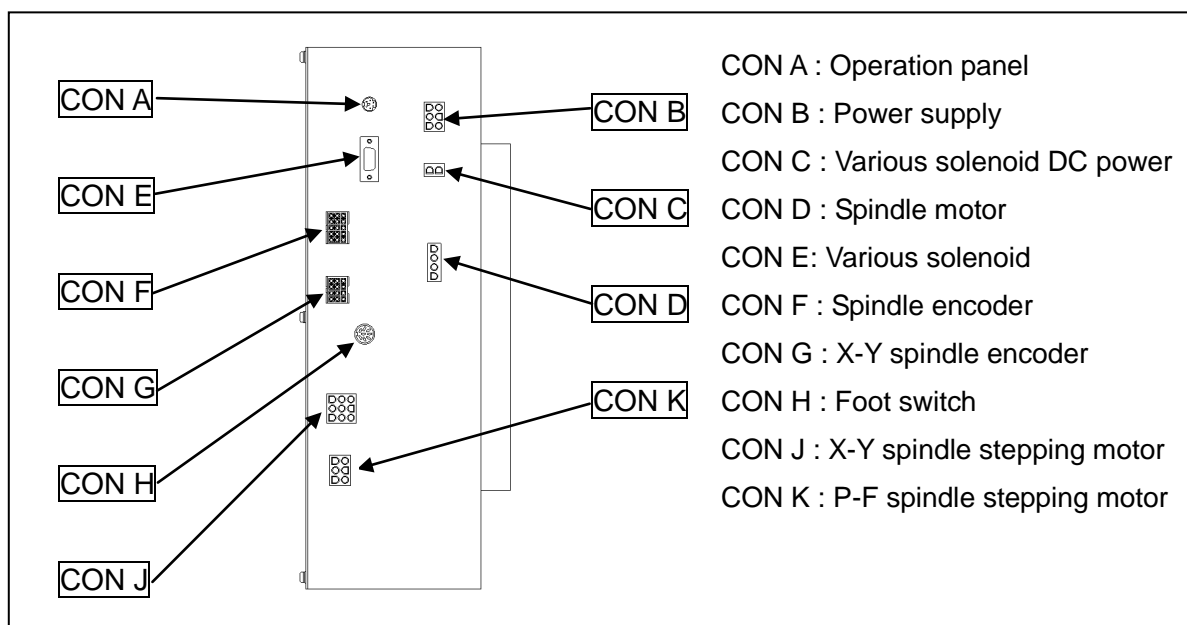 CON A
CON E
CON F
CON G
CON H
CON J
CON B
CON C
CON D
CON K
CON A : Operation panel
CON B : Power supply
CON C : Various solenoid DC power
CON D : Spindle motor
CON E: Various solenoid
CON F : Spindle encoder
CON G : X-Y spindle encoder
CON H : Foot switch
CON J : X-Y spindle stepping motor
CON K : P-F spindle stepping motor